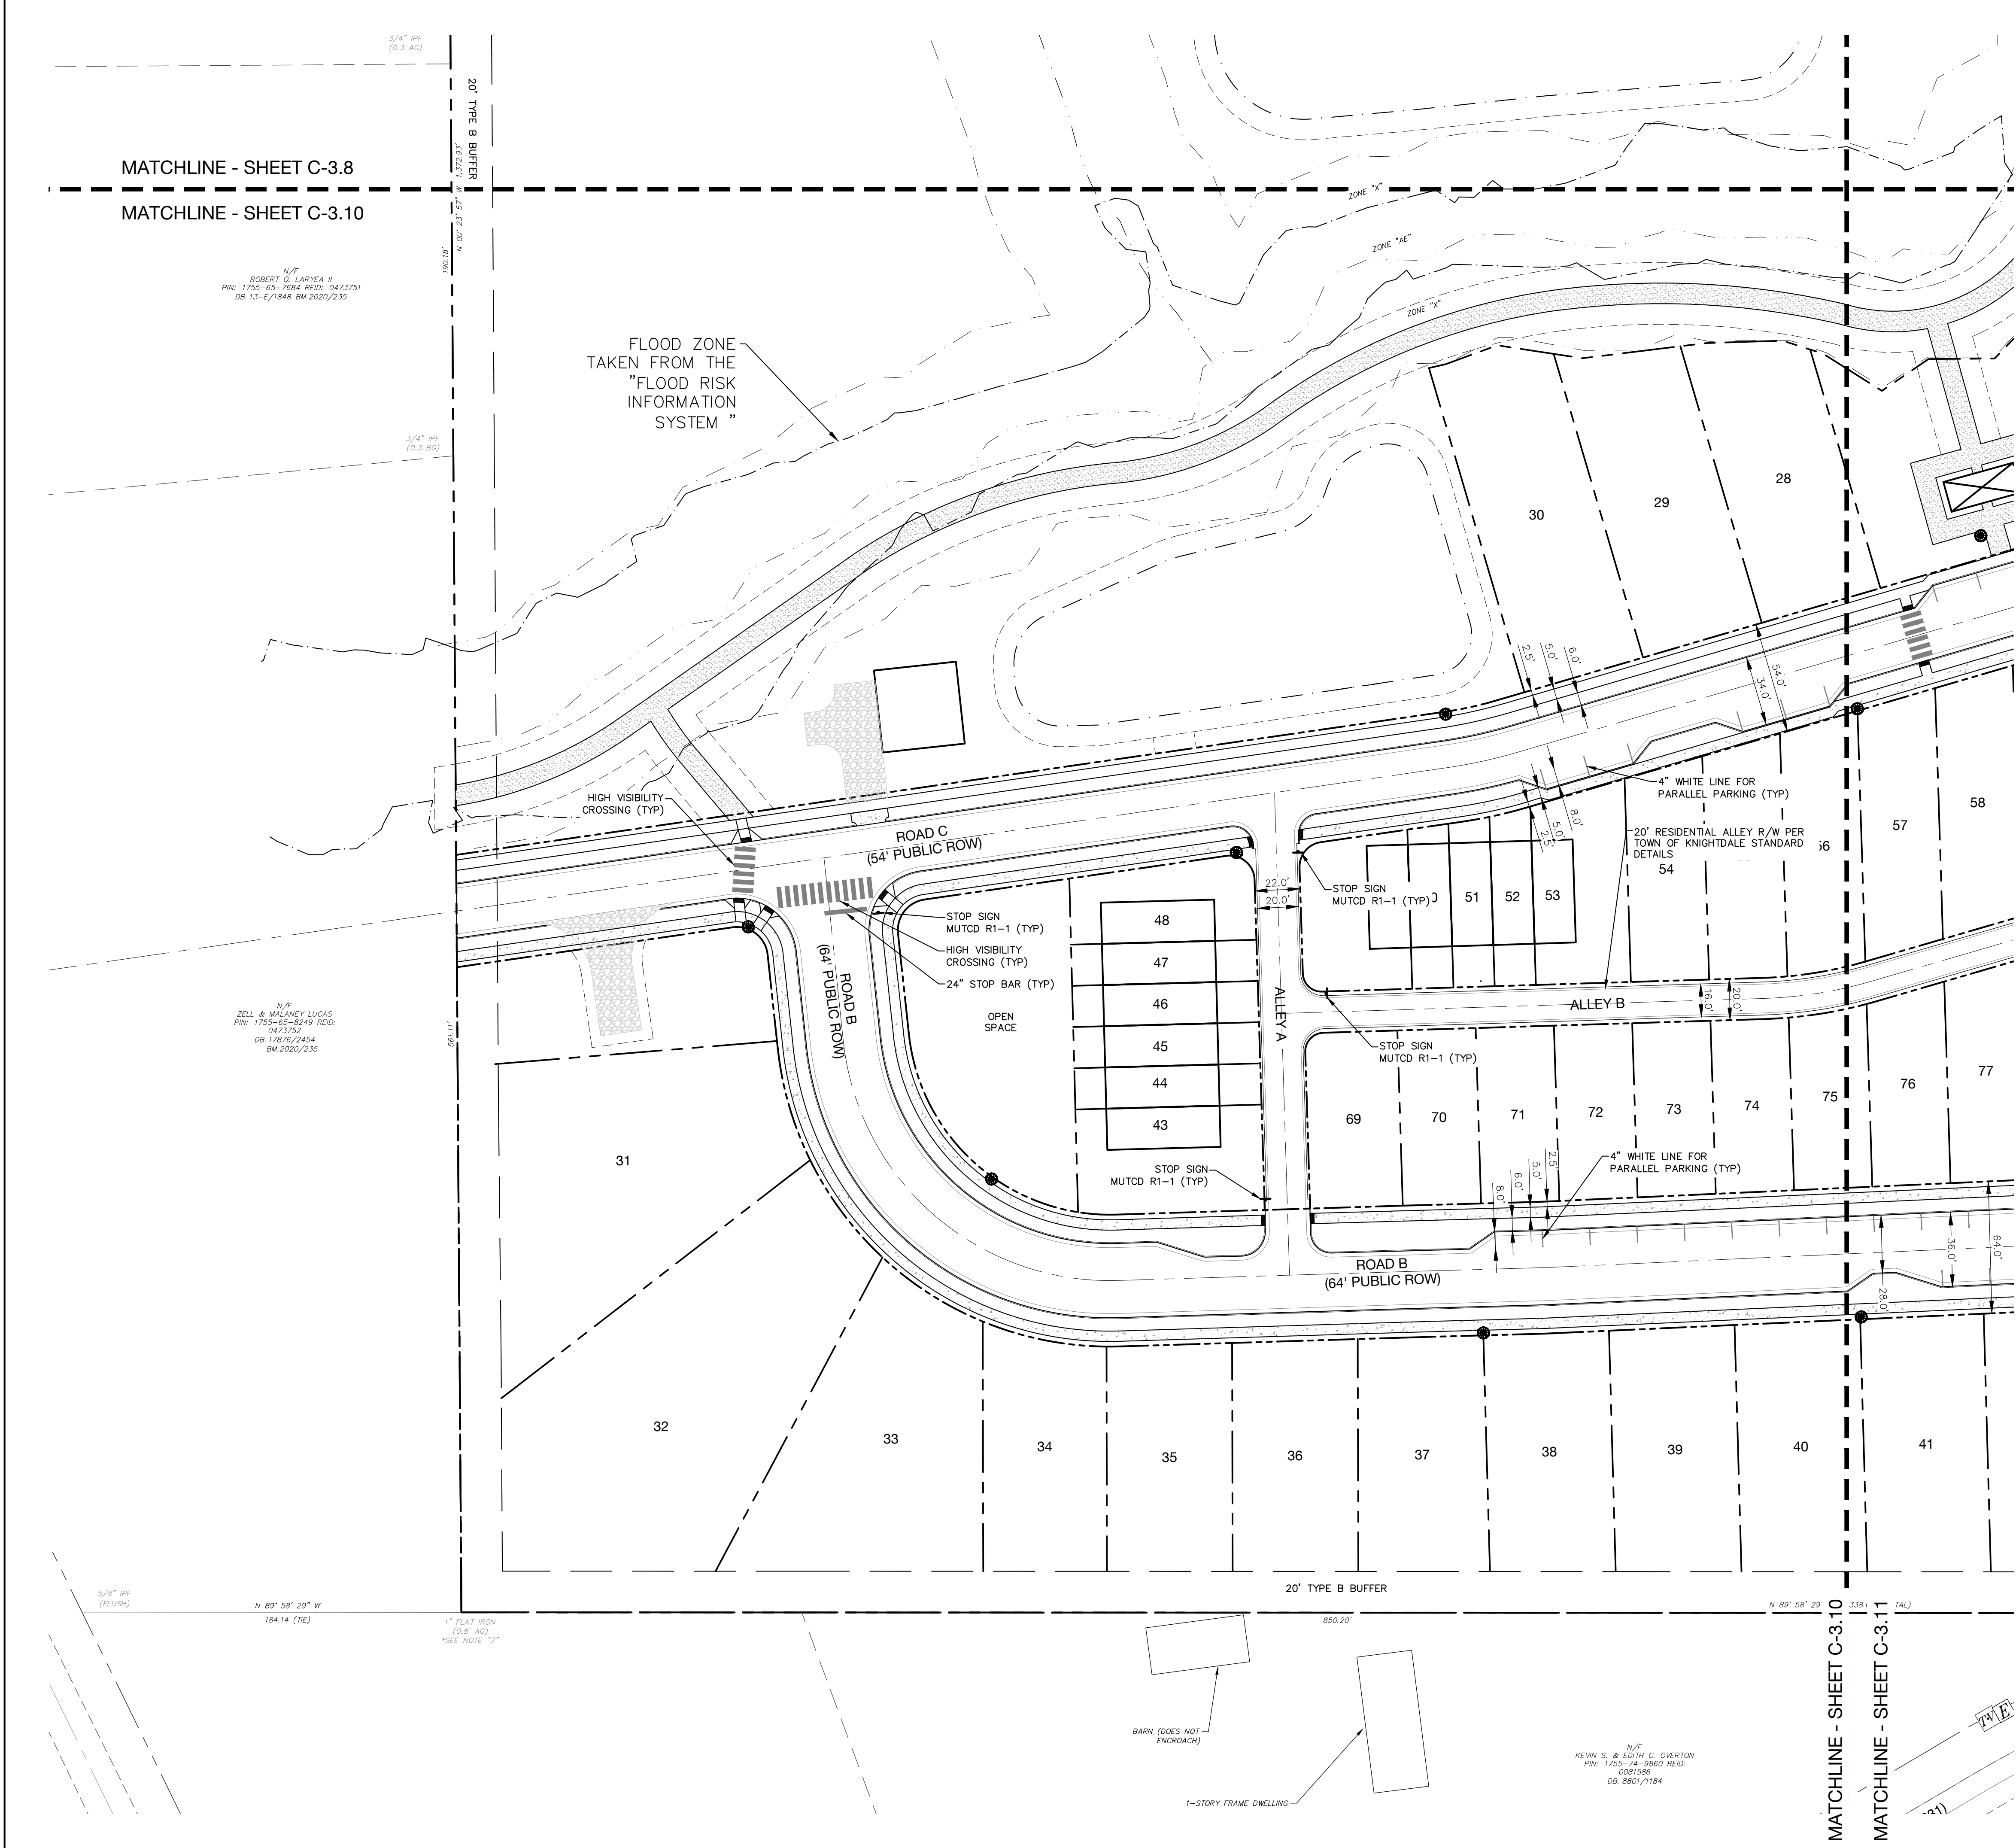 3/4" IPF
(0.3 AG)
20' TYPE B BUFFER
N 00° 23' 57" W 1,372.93'
MATCHLINE - SHEET C-3.8
MATCHLINE - SHEET C-3.10
190.18'
N/F
ROBERT O. LARYEA II
PIN: 1755-65-7684 REID: 0473751
DB.13-E/1848 BM.2020/235
ZONE "X"
ZONE "AE"
ZONE "X"
FLOOD ZONE
TAKEN FROM THE
"FLOOD RISK
INFORMATION
SYSTEM "
3/4" IPF
(0.3 BG)
30
29
28
2.5'
5.0'
6.0'
54.0'
34.0'
HIGH VISIBILITY
CROSSING (TYP)
ROAD C
(54' PUBLIC ROW)
2.5'
5.0'
8.0'
4" WHITE LINE FOR
PARALLEL PARKING (TYP)
20' RESIDENTIAL ALLEY R/W PER
TOWN OF KNIGHTDALE STANDARD
DETAILS
54
57
58
22.0'
20.0'
STOP SIGN
MUTCD R1-1 (TYP)
51
52
53
STOP SIGN
MUTCD R1-1 (TYP)
HIGH VISIBILITY
CROSSING (TYP)
24" STOP BAR (TYP)
ROAD B
(64' PUBLIC ROW)
OPEN
SPACE
48
47
46
45
44
43
ALLEY A
ALLEY B
16.0'
20.0'
STOP SIGN
MUTCD R1-1 (TYP)
N/F
ZELL & MALANEY LUCAS
PIN: 1755-65-8249 REID:
0473752
DB.17876/2454
BM.2020/235
561.11'
69
70
71
72
73
74
75
76
77
31
STOP SIGN
MUTCD R1-1 (TYP)
8.0'
6.0'
5.0'
2.5'
4" WHITE LINE FOR
PARALLEL PARKING (TYP)
ROAD B
(64' PUBLIC ROW)
28.0'
36.0'
64.0'
32
33
34
35
36
37
38
39
40
41
20' TYPE B BUFFER
5/8" IPF
(FLUSH)
N 89° 58' 29" W
184.14 (TIE)
1" FLAT IRON
(0.8' AG)
*SEE NOTE "7"
850.20'
N 89° 58' 29
338.
TAL)
BARN (DOES NOT
ENCROACH)
1-STORY FRAME DWELLING
N/F
KEVIN S. & EDITH C. OVERTON
PIN: 1755-74-9860 REID:
0081586
DB. 8801/1184
MATCHLINE - SHEET C-3.10
MATCHLINE - SHEET C-3.11
TV
E